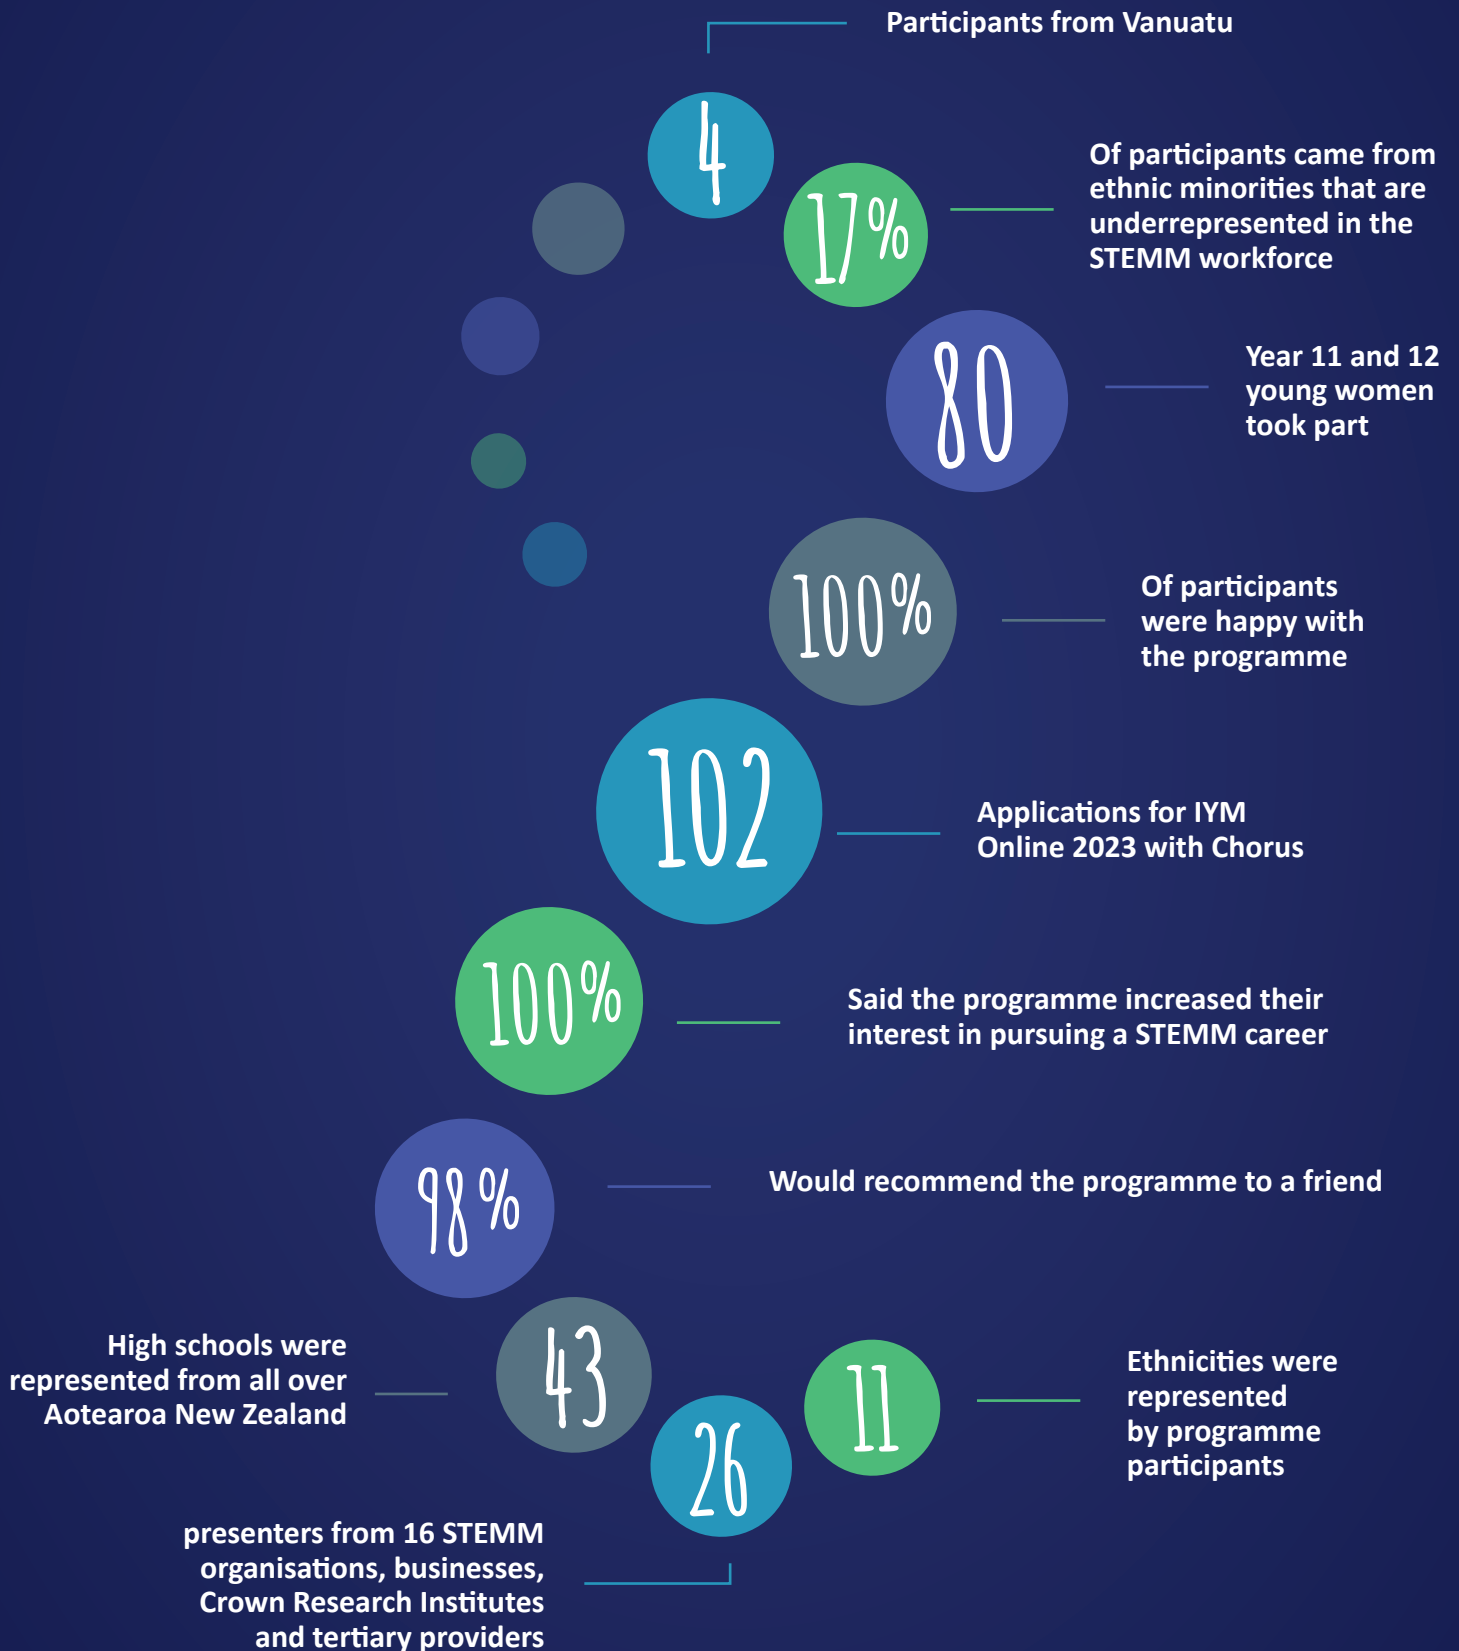 Participants from Vanuatu
4
17%
Of participants came from
ethnic minorities that are
underrepresented in the
STEMM workforce
80
Year 11 and 12
young women
took part
100%
Of participants
were happy with
the programme
102
Applications for IYM
Online 2023 with Chorus
100%
Said the programme increased their
interest in pursuing a STEMM career
98%
Would recommend the programme to a friend
High schools were
represented from all over
Aotearoa New Zealand
43
11
Ethnicities were
represented
by programme
participants
26
presenters from 16 STEMM
organisations, businesses,
Crown Research Institutes
and tertiary providers